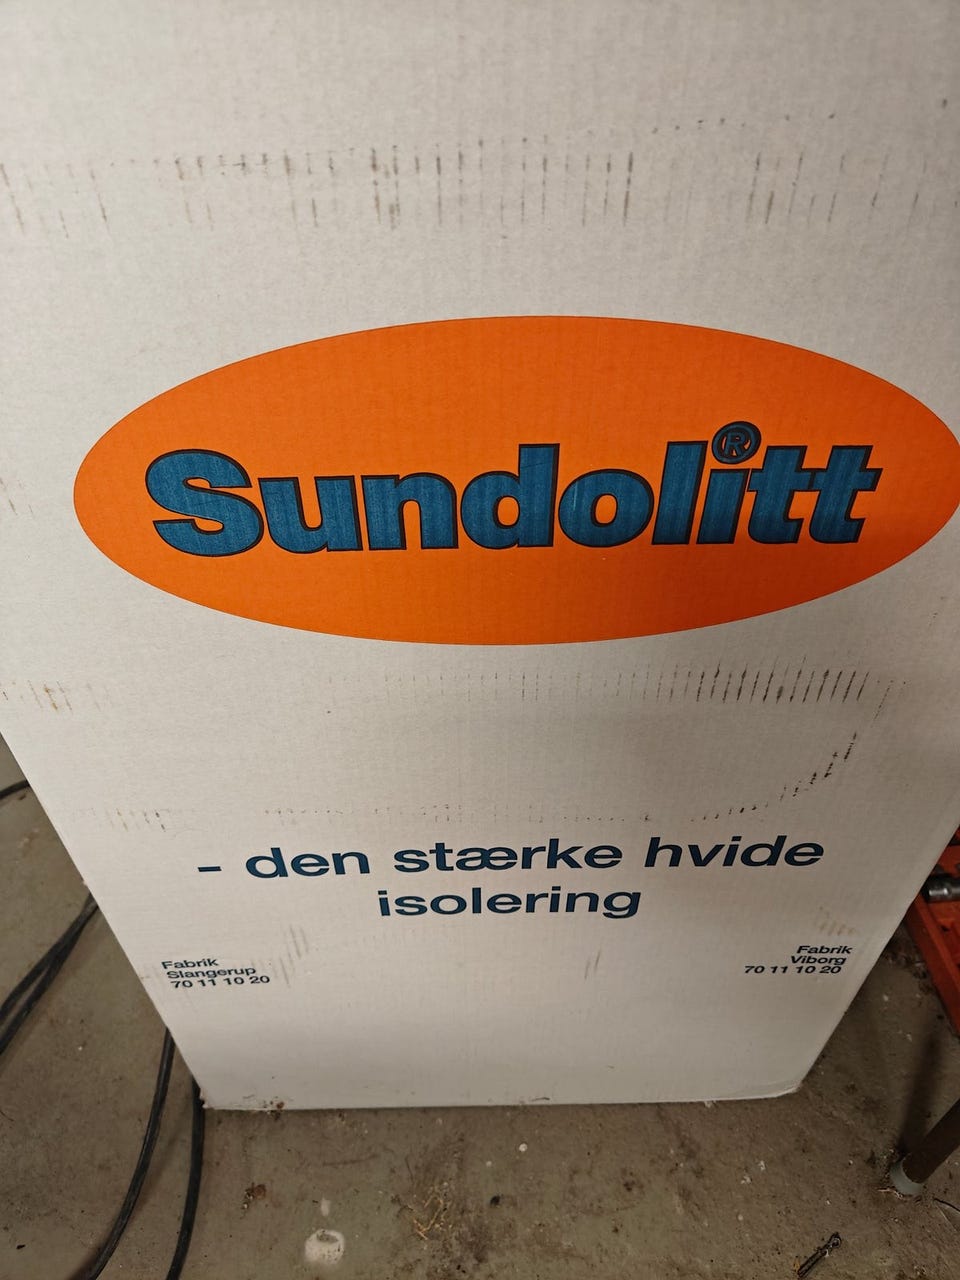 Sundolitt®
- den stærke hvide
isolering
Fabrik
Slangerup
70 11 10 20
Fabrik
Viborg
70 11 10 20